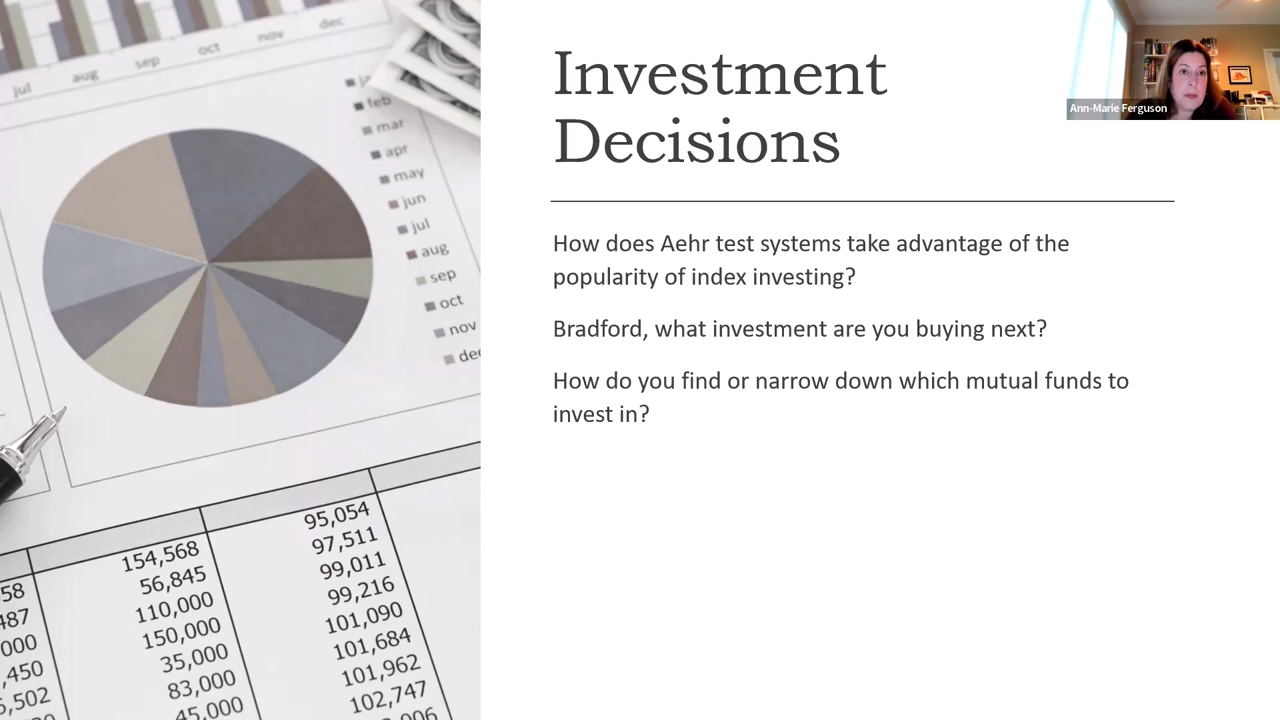 Investment
Decisions
How does Aehr test systems take advantage of the
popularity of index investing?
Bradford, what investment are you buying next?
How do you find or narrow down which mutual funds to
invest in?
Ann-Marie Ferguson
jul
aug
sep
oct
nov
dec
feb
mar
apr
may
jun
jul
aug
sep
oct
nov
154,568
56,845
110,000
150,000
35,000
83,000
45,000
95,054
97,511
99,011
99,216
101,090
101,684
101,962
102,747